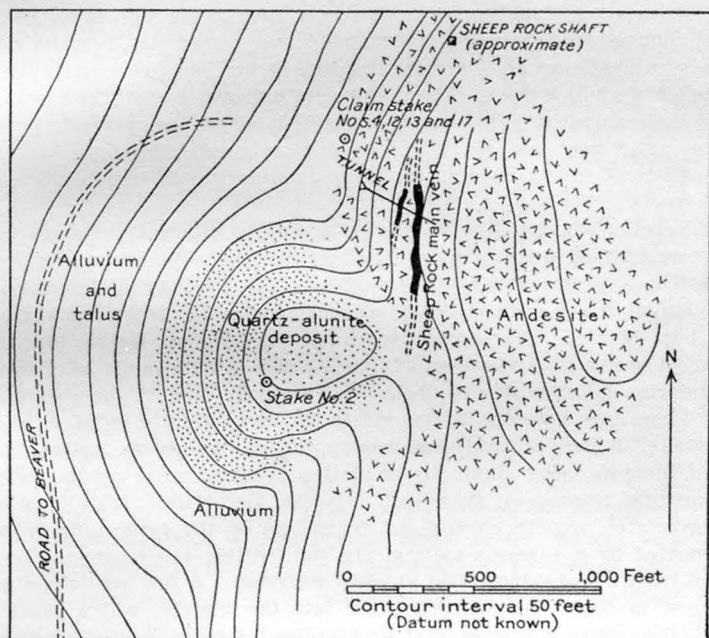 SHEEP ROCK SHAFT
(approximate)
Claim stake
No 5,4, 12, 13 and 17
TUNNEL
Sheep Rock main vein
Alluvium
and
talus
Quartz-alunite
deposit
Andesite
Stake No. 2
N
ROAD TO BEAVER
Alluvium
0 500 1,000 Feet
Contour interval 50 feet
(Datum not known)